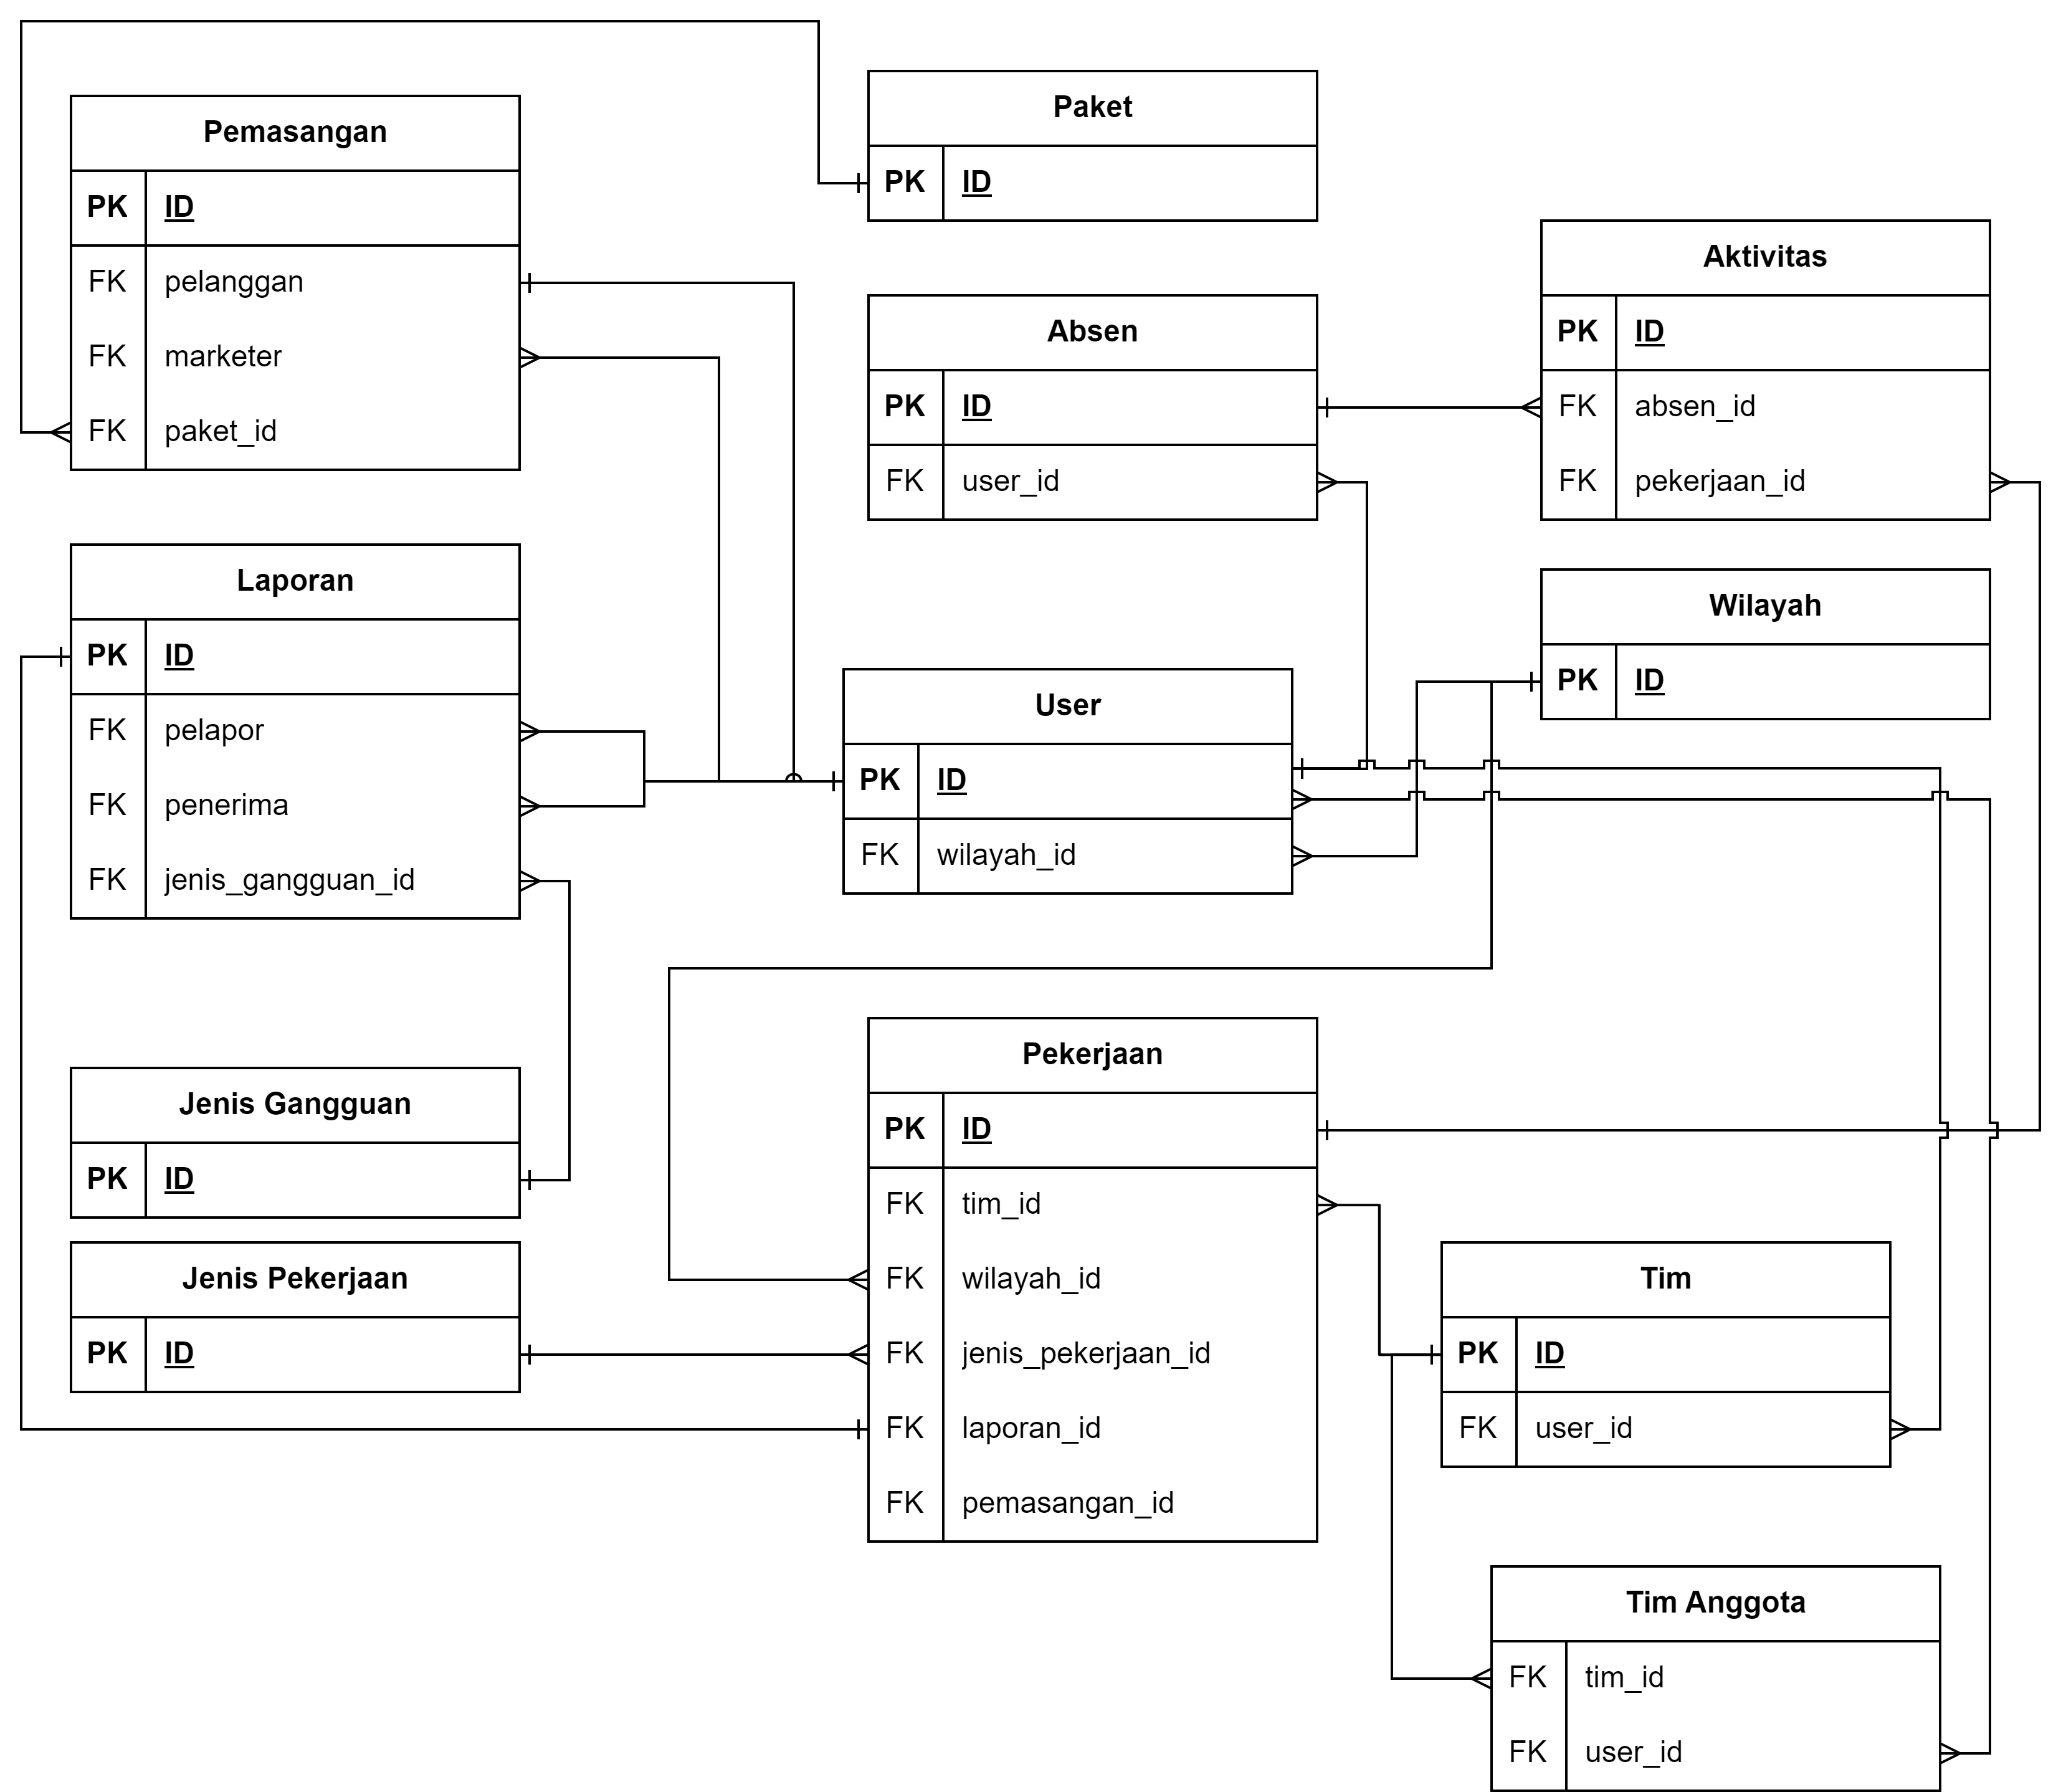 Pemasangan
PK ID
FK pelanggan
FK marketer
FK paket_id
Paket
PK ID
Absen
PK ID
FK user_id
Aktivitas
PK ID
FK absen_id
FK pekerjaan_id
Laporan
PK ID
FK pelapor
FK penerima
FK jenis_gangguan_id
User
PK ID
FK wilayah_id
Wilayah
PK ID
Jenis Gangguan
PK ID
Jenis Pekerjaan
PK ID
Pekerjaan
PK ID
FK tim_id
FK wilayah_id
FK jenis_pekerjaan_id
FK laporan_id
FK pemasangan_id
Tim
PK ID
FK user_id
Tim Anggota
FK tim_id
FK user_id